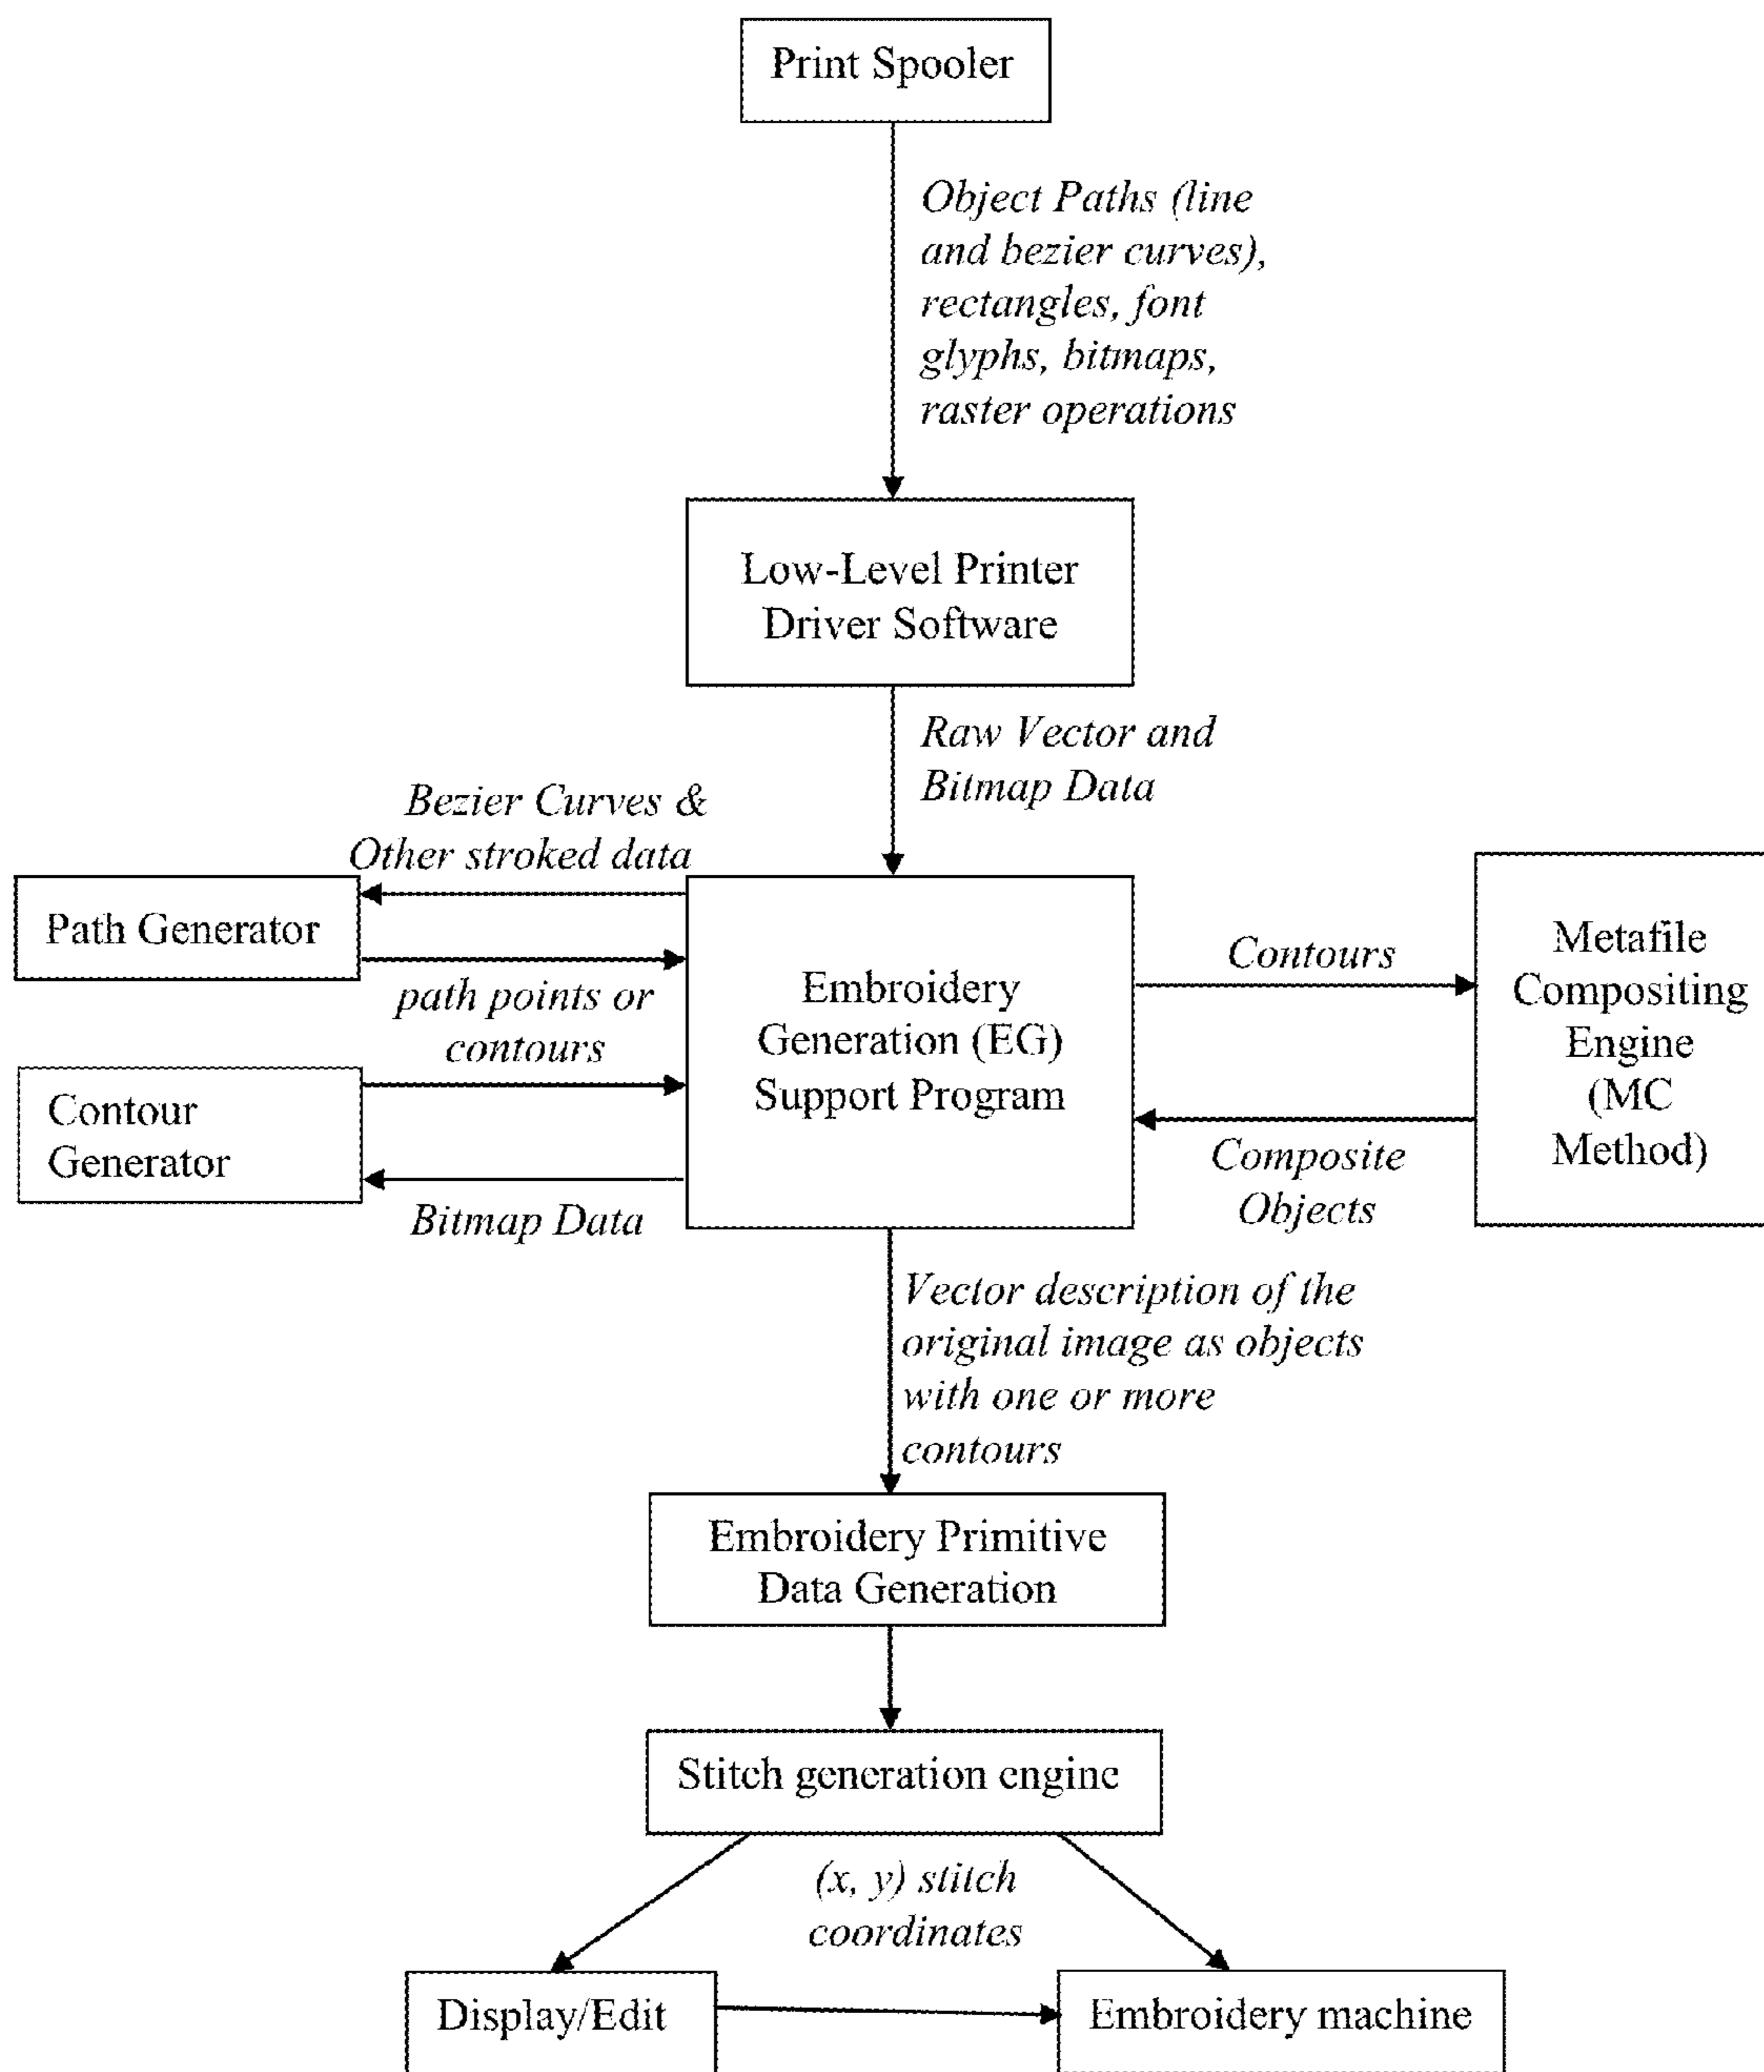 Print Spooler
Object Paths (line
and bezier curves),
rectangles, font
glyphs, bitmaps,
raster operations
Low-Level Printer
Driver Software
Raw Vector and
Bitmap Data
Bezier Curves &
Other stroked data
Path Generator
path points or
contours
Contour
Generator
Bitmap Data
Embroidery
Generation (EG)
Support Program
Contours
Composite
Objects
Metafile
Compositing
Engine
(MC
Method)
Vector description of the
original image as objects
with one or more
contours
Embroidery Primitive
Data Generation
Stitch generation engine
(x, y) stitch
coordinates
Display/Edit
Embroidery machine